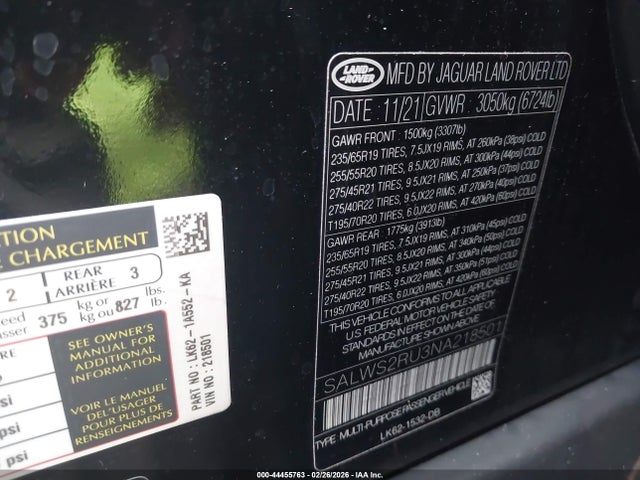 LAND-
ROVER
MFD BY JAGUAR LAND ROVER LTD
DATE : 11/21 GVWR : 3050kg (6724lb)
GAWR FRONT : 1500kg (3307lb)
235/65R19 TIRES, 7.5JX19 RIMS, AT 260kPa (38psi) COLD
255/55R20 TIRES, 8.5JX20 RIMS, AT 300kPa (44psi) COLD
275/45R21 TIRES, 9.5JX21 RIMS, AT 250kPa (37psi) COLD
275/40R22 TIRES, 9.5JX22 RIMS, AT 270kPa (40psi) COLD
T195/70R20 TIRES, 6.0JX20 RIMS, AT 420kPa (60psi) COLD
GAWR REAR : 1775kg (3913lb)
235/65R19 TIRES, 7.5JX19 RIMS, AT 310kPa (45psi) COLD
255/55R20 TIRES, 8.5JX20 RIMS, AT 340kPa (50psi) COLD
275/45R21 TIRES, 9.5JX21 RIMS, AT 300kPa (44psi) COLD
275/40R22 TIRES, 9.5JX22 RIMS, AT 350kPa (51psi) COLD
T195/70R20 TIRES, 6.0JX20 RIMS, AT 420kPa (60psi) COLD
THIS VEHICLE CONFORMS TO ALL APPLICABLE
U.S. FEDERAL MOTOR VEHICLE SAFETY
STANDARDS IN EFFECT ON THE DATE OF
MANUFACTURE SHOWN ABOVE
SALWS2RU3NA218501
TYPE MULTI-PURPOSE PASSENGER VEHICLE
LK62-1532-DB
ATION
E CHARGEMENT
2 REAR ARRIÈRE 3
375 kg or kg ou 827 lb. lb.
SEE OWNER'S
MANUAL FOR
ADDITIONAL
INFORMATION
VOIR LE MANUEL
DE L'USAGER
POUR PLUS DE
RENSEIGNEMENTS
psi
psi
PART NO : LK62-1A552-KA
VIN 218501
000-44455763 - 02/26/2026 - IAA Inc.